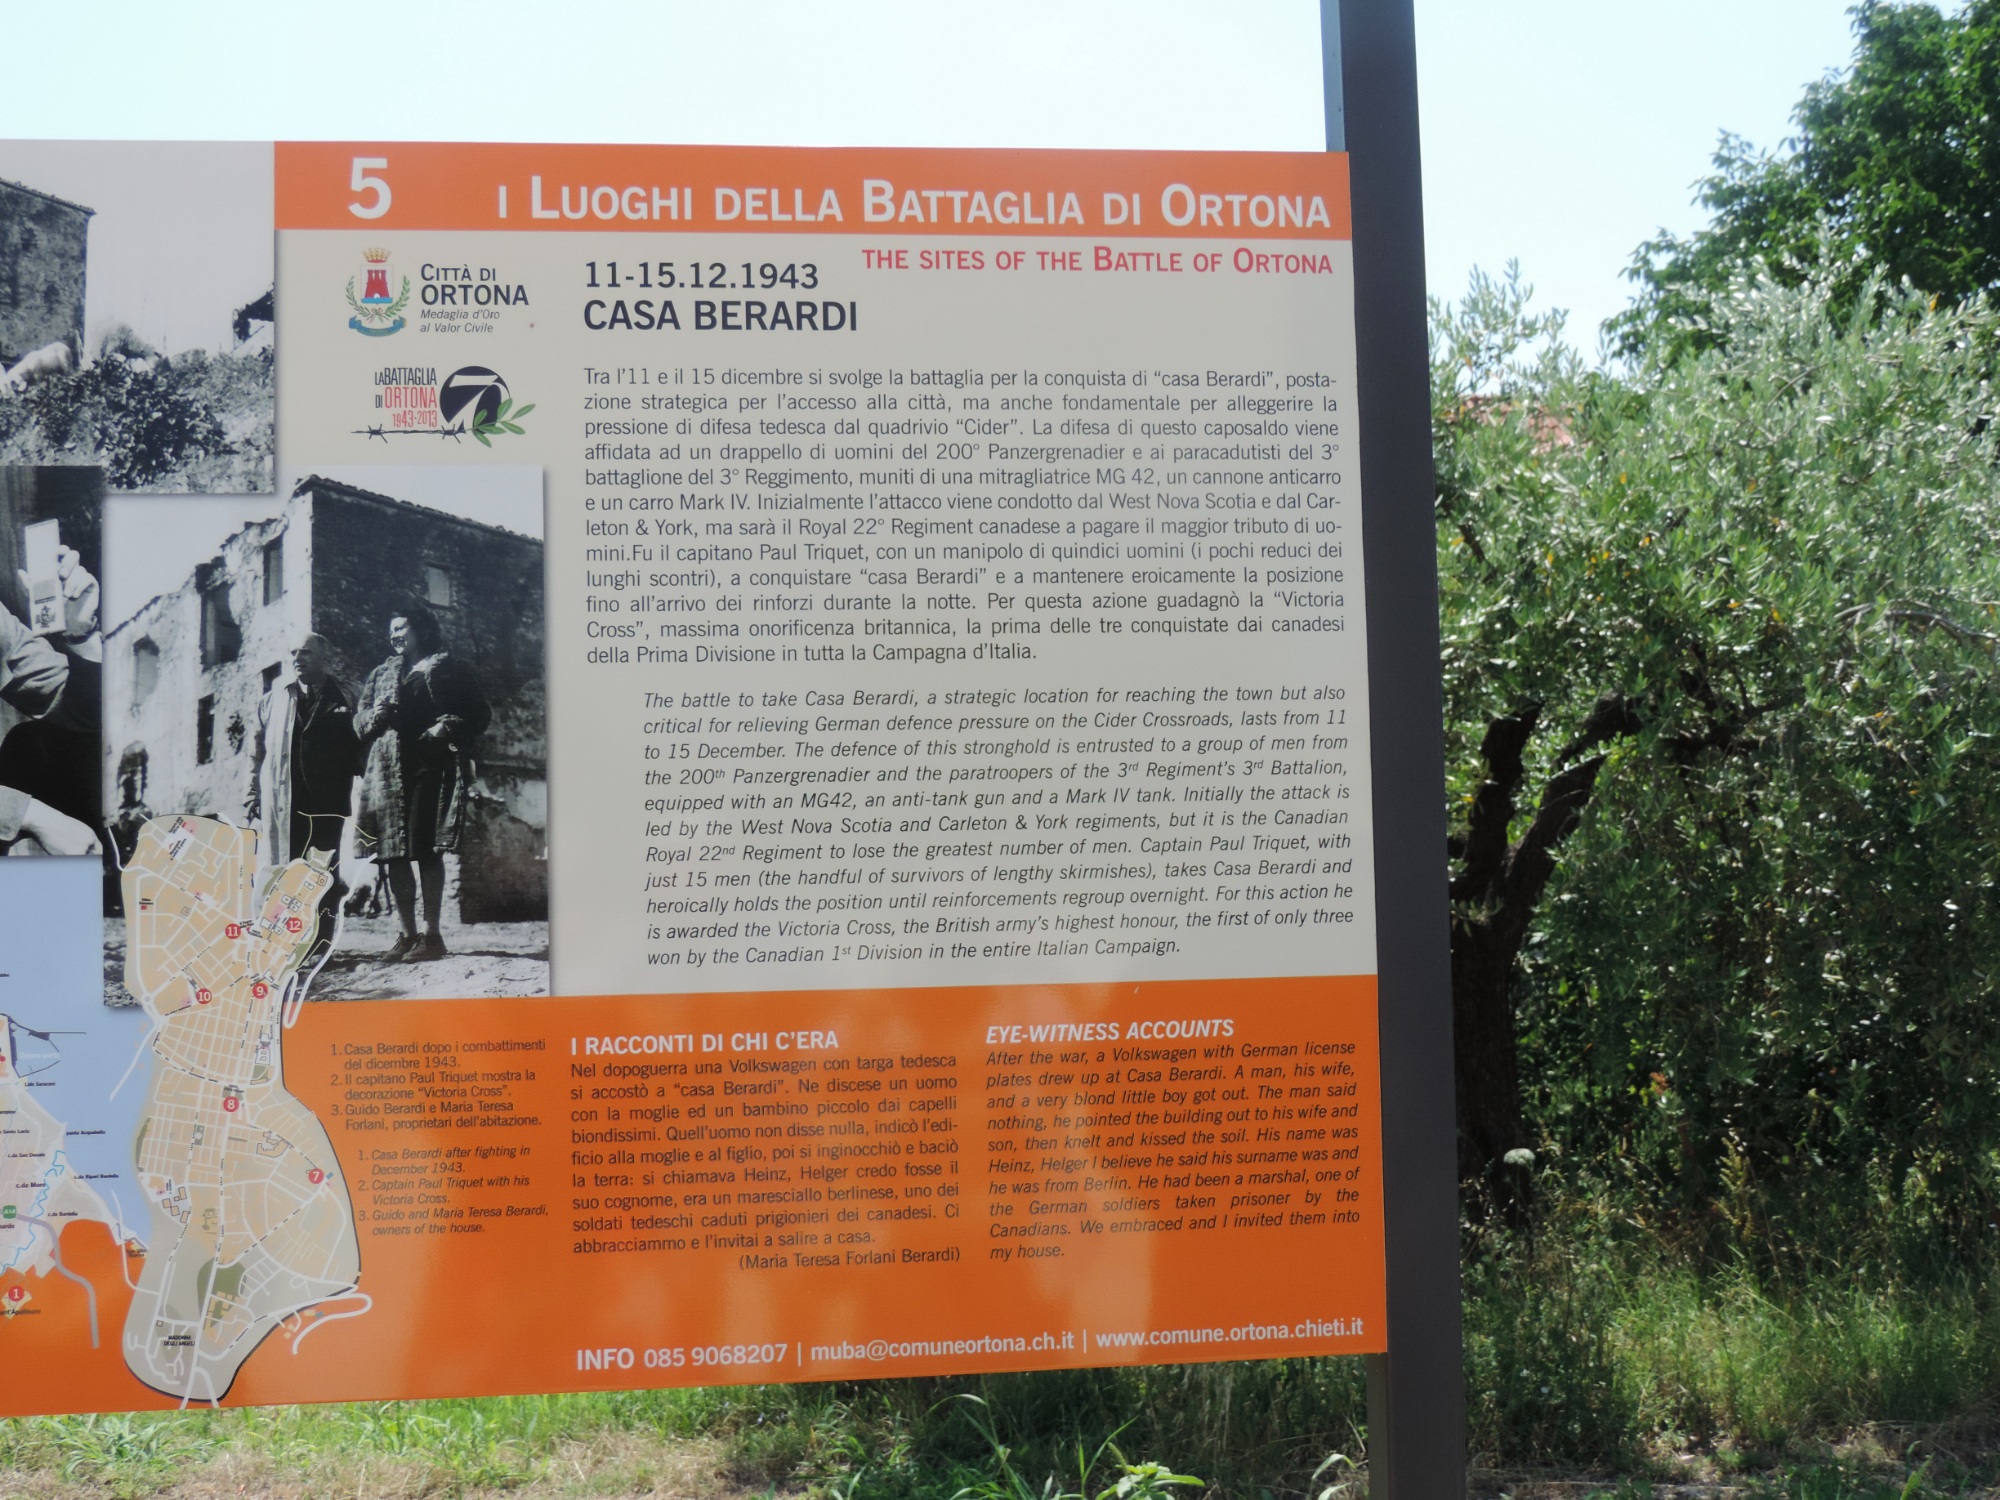 5
I LUOGHI DELLA BATTAGLIA DI ORTONA
THE SITES OF THE BATTLE OF ORTONA
CITTÀ DI
ORTONA
Medaglia d'Oro
al Valor Civile
LA BATTAGLIA
DI ORTONA
1943-2013
11-15.12.1943
CASA BERARDI
Tra l'11 e il 15 dicembre si svolge la battaglia per la conquista di "casa Berardi", posta-
zione strategica per l'accesso alla città, ma anche fondamentale per alleggerire la
pressione di difesa tedesca dal quadrivio "Cider". La difesa di questo caposaldo viene
affidata ad un drappello di uomini del 200° Panzergrenadier e ai paracadutisti del 3°
battaglione del 3° Reggimento, muniti di una mitragliatrice MG 42, un cannone anticarro
e un carro Mark IV. Inizialmente l'attacco viene condotto dal West Nova Scotia e dal Car-
leton & York, ma sarà il Royal 22° Regiment canadese a pagare il maggior tributo di uo-
mini.Fu il capitano Paul Triquet, con un manipolo di quindici uomini (i pochi reduci dei
lunghi scontri), a conquistare "casa Berardi" e a mantenere eroicamente la posizione
fino all'arrivo dei rinforzi durante la notte. Per questa azione guadagnò la "Victoria
Cross", massima onorificenza britannica, la prima delle tre conquistate dai canadesi
della Prima Divisione in tutta la Campagna d'Italia.
The battle to take Casa Berardi, a strategic location for reaching the town but also
critical for relieving German defence pressure on the Cider Crossroads, lasts from 11
to 15 December. The defence of this stronghold is entrusted to a group of men from
the 200th Panzergrenadier and the paratroopers of the 3rd Regiment's 3rd Battalion,
equipped with an MG42, an anti-tank gun and a Mark IV tank. Initially the attack is
led by the West Nova Scotia and Carleton & York regiments, but it is the Canadian
Royal 22nd Regiment to lose the greatest number of men. Captain Paul Triquet, with
just 15 men (the handful of survivors of lengthy skirmishes), takes Casa Berardi and
heroically holds the position until reinforcements regroup overnight. For this action he
is awarded the Victoria Cross, the British army's highest honour, the first of only three
won by the Canadian 1st Division in the entire Italian Campaign.
11
12
10
9
8
7
1
MADONNA
DEGLI ANGELI
1. Casa Berardi dopo i combattimenti
del dicembre 1943.
2. Il capitano Paul Triquet mostra la
decorazione "Victoria Cross".
3. Guido Berardi e Maria Teresa
Forlani, proprietari dell'abitazione.
1. Casa Berardi after fighting in
December 1943.
2. Captain Paul Triquet with his
Victoria Cross.
3. Guido and Maria Teresa Berardi,
owners of the house.
I RACCONTI DI CHI C'ERA
Nel dopoguerra una Volkswagen con targa tedesca
si accostò a "casa Berardi". Ne discese un uomo
con la moglie ed un bambino piccolo dai capelli
biondissimi. Quell'uomo non disse nulla, indicò l'edi-
ficio alla moglie e al figlio, poi si inginocchiò e baciò
la terra: si chiamava Heinz, Helger credo fosse il
suo cognome, era un maresciallo berlinese, uno dei
soldati tedeschi caduti prigionieri dei canadesi. Ci
abbracciammo e l'invitai a salire a casa.
(Maria Teresa Forlani Berardi)
EYE-WITNESS ACCOUNTS
After the war, a Volkswagen with German license
plates drew up at Casa Berardi. A man, his wife,
and a very blond little boy got out. The man said
nothing, he pointed the building out to his wife and
son, then knelt and kissed the soil. His name was
Heinz, Helger I believe he said his surname was and
he was from Berlin. He had been a marshal, one of
the German soldiers taken prisoner by the
Canadians. We embraced and I invited them into
my house.
INFO 085 9068207 | muba@comuneortona.ch.it | www.comune.ortona.chieti.it